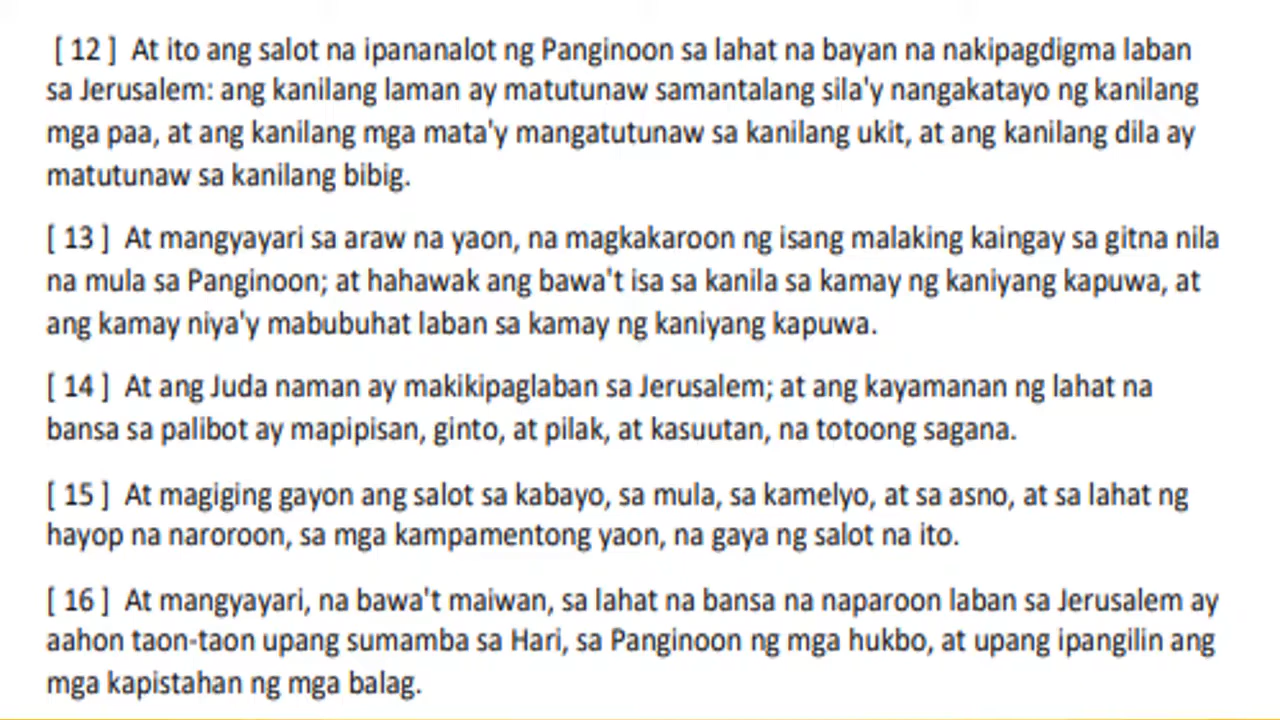 [ 12 ] At ito ang salot na ipananalot ng Panginoon sa lahat na bayan na nakipagdigma laban
sa Jerusalem: ang kanilang laman ay matutunaw samantalang sila'y nangakatayo ng kanilang
mga paa, at ang kanilang mga mata'y mangatutunaw sa kanilang ukit, at ang kanilang dila ay
matutunaw sa kanilang bibig.
[ 13 ] At mangyayari sa araw na yaon, na magkakaroon ng isang malaking kaingay sa gitna nila
na mula sa Panginoon; at hahawak ang bawa't isa sa kanila sa kamay ng kaniyang kapuwa, at
ang kamay niya'y mabubuhat laban sa kamay ng kaniyang kapuwa.
[ 14 ] At ang Juda naman ay makikipaglaban sa Jerusalem; at ang kayamanan ng lahat na
bansa sa palibot ay mapipisan, ginto, at pilak, at kasuutan, na totoong sagana.
[ 15 ] At magiging gayon ang salot sa kabayo, sa mula, sa kamelyo, at sa asno, at sa lahat ng
hayop na naroroon, sa mga kampamentong yaon, na gaya ng salot na ito.
[ 16 ] At mangyayari, na bawa't maiwan, sa lahat na bansa na naparoon laban sa Jerusalem ay
aahon taon-taon upang sumamba sa Hari, sa Panginoon ng mga hukbo, at upang ipangilin ang
mga kapistahan ng mga balag.